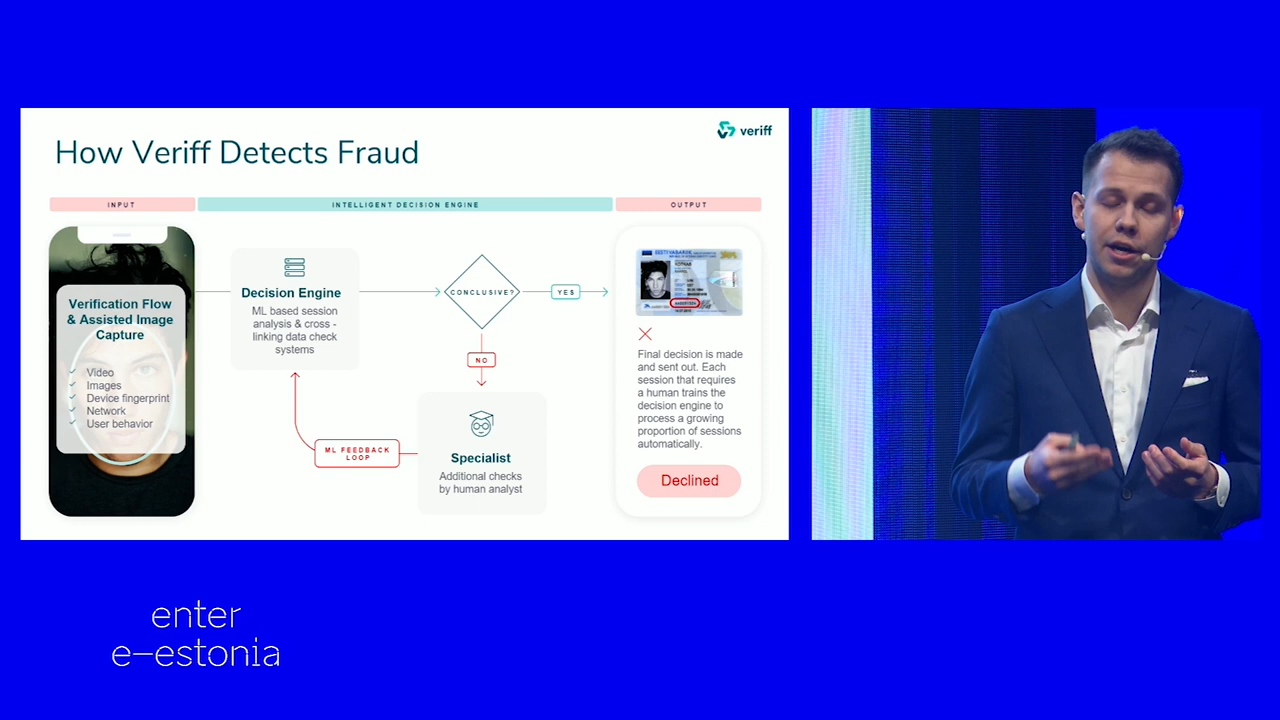 How Veriff Detects Fraud
veriff
INPUT
INTELLIGENT DECISION ENGINE
OUTPUT
Verification Flow
& Assisted Image
Capture
Video
Images
Device fingerprint
Network
User behavior
Decision Engine
ML based session
analysis & cross -
linking data check
systems
CONCLUSIVE?
YES
NO
ML FEEDBACK
LOOP
Specialist
Additional checks
by human analyst
EESTI VABARIIK
Final decision is made
and sent out. Each
session that requires
a human trains the
decision engine to
process a growing
proportion of sessions
automatically.
Declined
enter
e—estonia